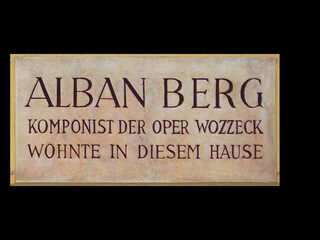 ALBAN BERG
KOMPONIST DER OPER WOZZECK
WOHNTE IN DIESEM HAUSE